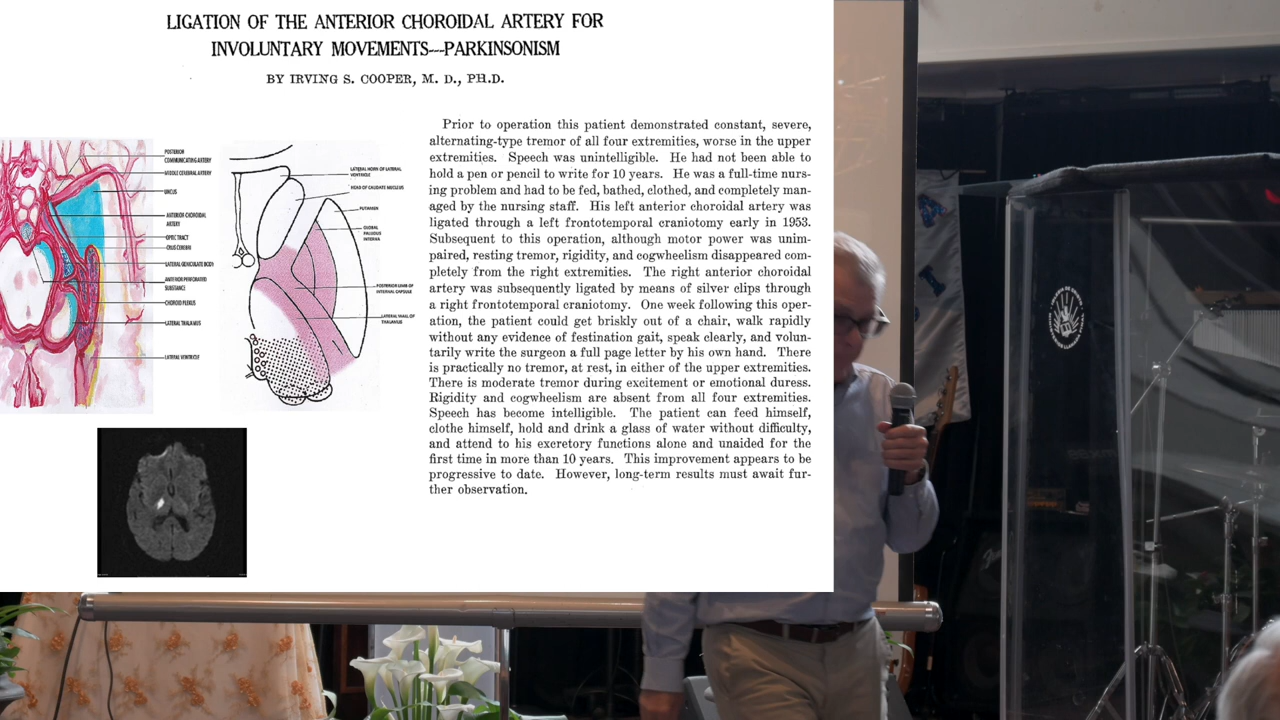 LIGATION OF THE ANTERIOR CHOROIDAL ARTERY FOR
INVOLUNTARY MOVEMENTS---PARKINSONISM
BY IRVING S. COOPER, M. D., PH.D.
POSTERIOR
COMMUNICATING ARTERY
MIDDLE CEREBRAL ARTERY
UNCUS
ANTERIOR CHOROIDAL
ARTERY
OPTIC TRACT
CRUS CEREBRI
LATERAL GENICULATE BODY
ANTERIOR PERFORATED
SUBSTANCE
CHOROID PLEXUS
LATERAL THALAMUS
LATERAL VENTRICLE
LATERAL HORN OF LATERAL
VENTRICLE
HEAD OF CAUDATE NUCLEUS
PUTAMEN
GLOBAL
PALLIDUS
INTERNA
POSTERIOR LIMB OF
INTERNAL CAPSULE
LATERAL WALL OF
THALAMUS
Prior to operation this patient demonstrated constant, severe,
alternating-type tremor of all four extremities, worse in the upper
extremities. Speech was unintelligible. He had not been able to
hold a pen or pencil to write for 10 years. He was a full-time nurs-
ing problem and had to be fed, bathed, clothed, and completely man-
aged by the nursing staff. His left anterior choroidal artery was
ligated through a left frontotemporal craniotomy early in 1953.
Subsequent to this operation, although motor power was unim-
paired, resting tremor, rigidity, and cogwheelism disappeared com-
pletely from the right extremities. The right anterior choroidal
artery was subsequently ligated by means of silver clips through
a right frontotemporal craniotomy. One week following this oper-
ation, the patient could get briskly out of a chair, walk rapidly
without any evidence of festination gait, speak clearly, and volun-
tarily write the surgeon a full page letter by his own hand. There
is practically no tremor, at rest, in either of the upper extremities.
There is moderate tremor during excitement or emotional duress.
Rigidity and cogwheelism are absent from all four extremities.
Speech has become intelligible. The patient can feed himself,
clothe himself, hold and drink a glass of water without difficulty,
and attend to his excretory functions alone and unaided for the
first time in more than 10 years. This improvement appears to be
progressive to date. However, long-term results must await fur-
ther observation.